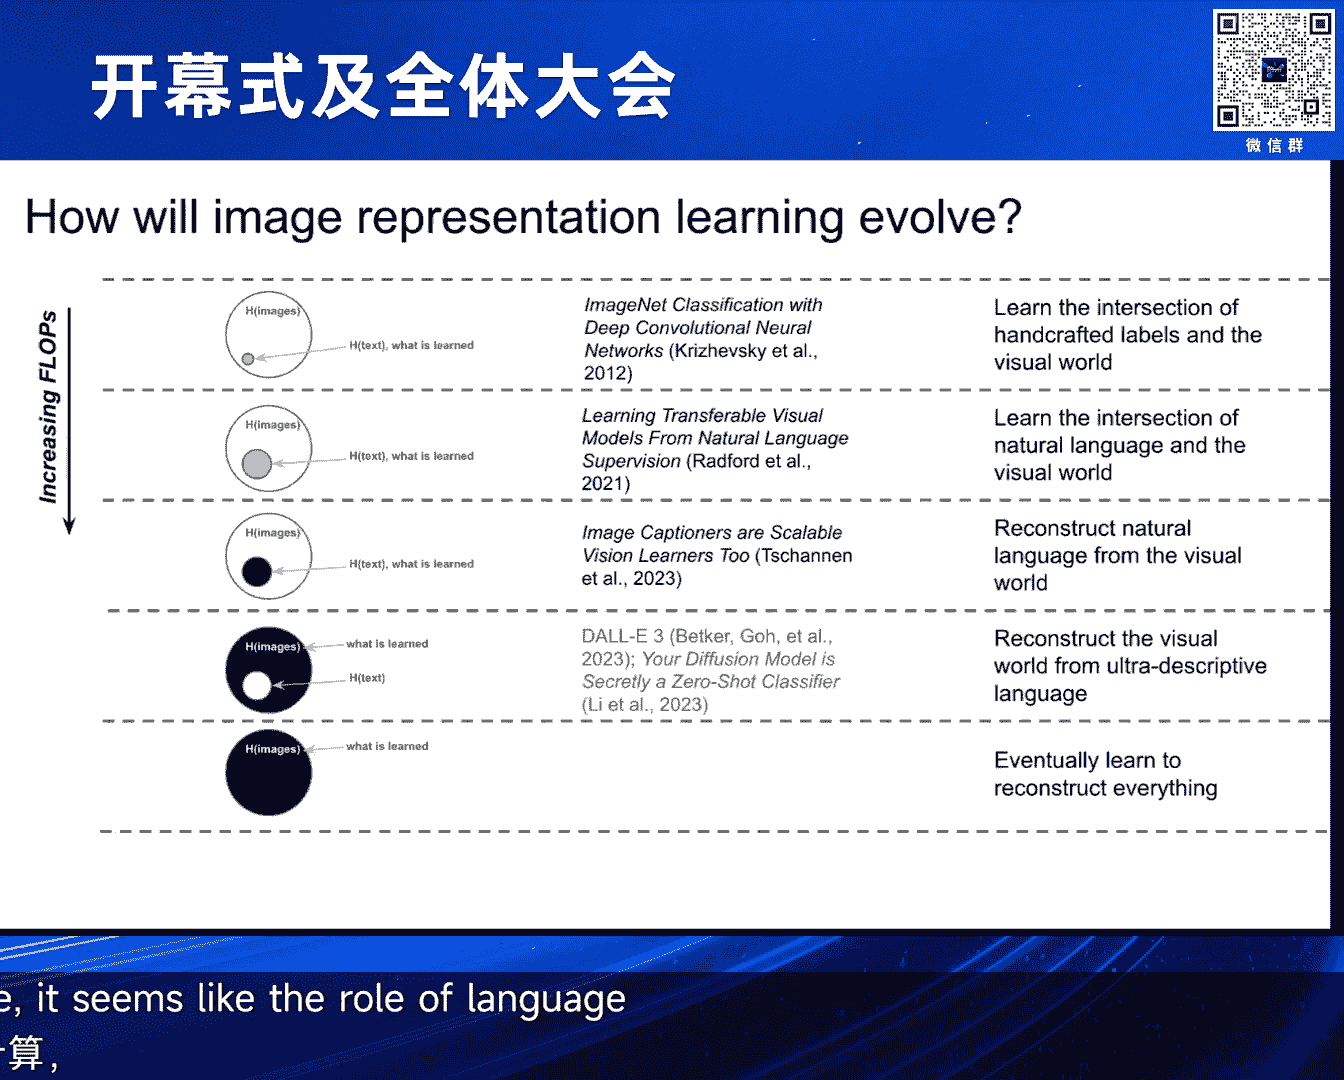 开幕式及全体大会
微信群
How will image representation learning evolve?
Increasing FLOPs
H(images)
H(text), what is learned
ImageNet Classification with
Deep Convolutional Neural
Networks (Krizhevsky et al.,
2012)
Learn the intersection of
handcrafted labels and the
visual world
H(images)
H(text), what is learned
Learning Transferable Visual
Models From Natural Language
Supervision (Radford et al.,
2021)
Learn the intersection of
natural language and the
visual world
H(images)
H(text), what is learned
Image Captioners are Scalable
Vision Learners Too (Tschannen
et al., 2023)
Reconstruct natural
language from the visual
world
H(images)
what is learned
H(text)
DALL-E 3 (Betker, Goh, et al.,
2023); Your Diffusion Model is
Secretly a Zero-Shot Classifier
(Li et al., 2023)
Reconstruct the visual
world from ultra-descriptive
language
H(images)
what is learned
Eventually learn to
reconstruct everything
e, it seems like the role of language
算，